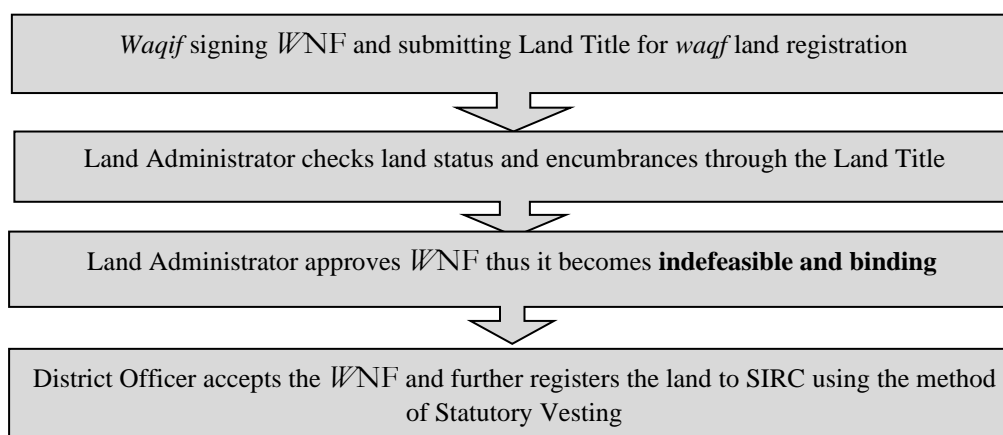 Waqif signing WNF and submitting Land Title for waqf land registration
Land Administrator checks land status and encumbrances through the Land Title
Land Administrator approves WNF thus it becomes indefeasible and binding
District Officer accepts the WNF and further registers the land to SIRC using the method
of Statutory Vesting